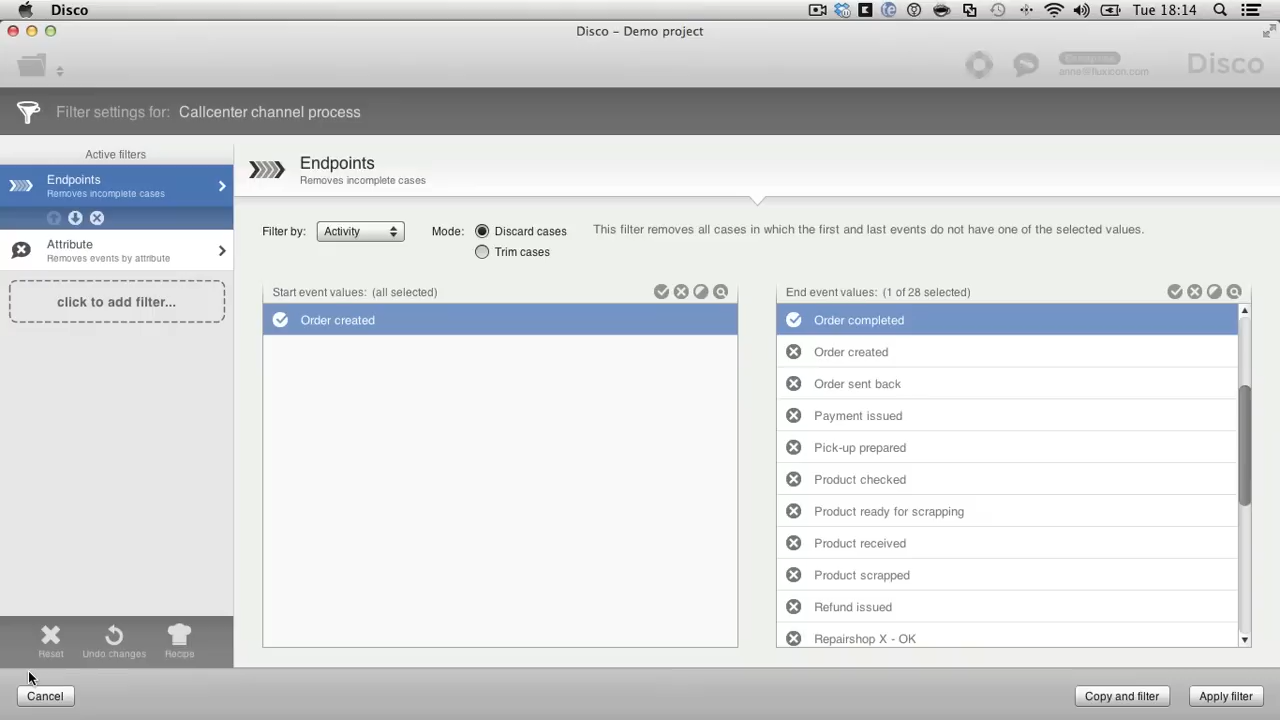 Disco
Tue 18:14
Disco – Demo project
anne@fluxicon.com
Disco
Filter settings for: Callcenter channel process
Active filters
Endpoints
Removes incomplete cases
Attribute
Removes events by attribute
click to add filter...
Endpoints
Removes incomplete cases
Filter by: Activity
Mode: Discard cases
Trim cases
This filter removes all cases in which the first and last events do not have one of the selected values.
Start event values: (all selected)
Order created
End event values: (1 of 28 selected)
Order completed
Order created
Order sent back
Payment issued
Pick-up prepared
Product checked
Product ready for scrapping
Product received
Product scrapped
Refund issued
Repairshop X - OK
Reset Undo changes Recipe
Cancel
Copy and filter
Apply filter